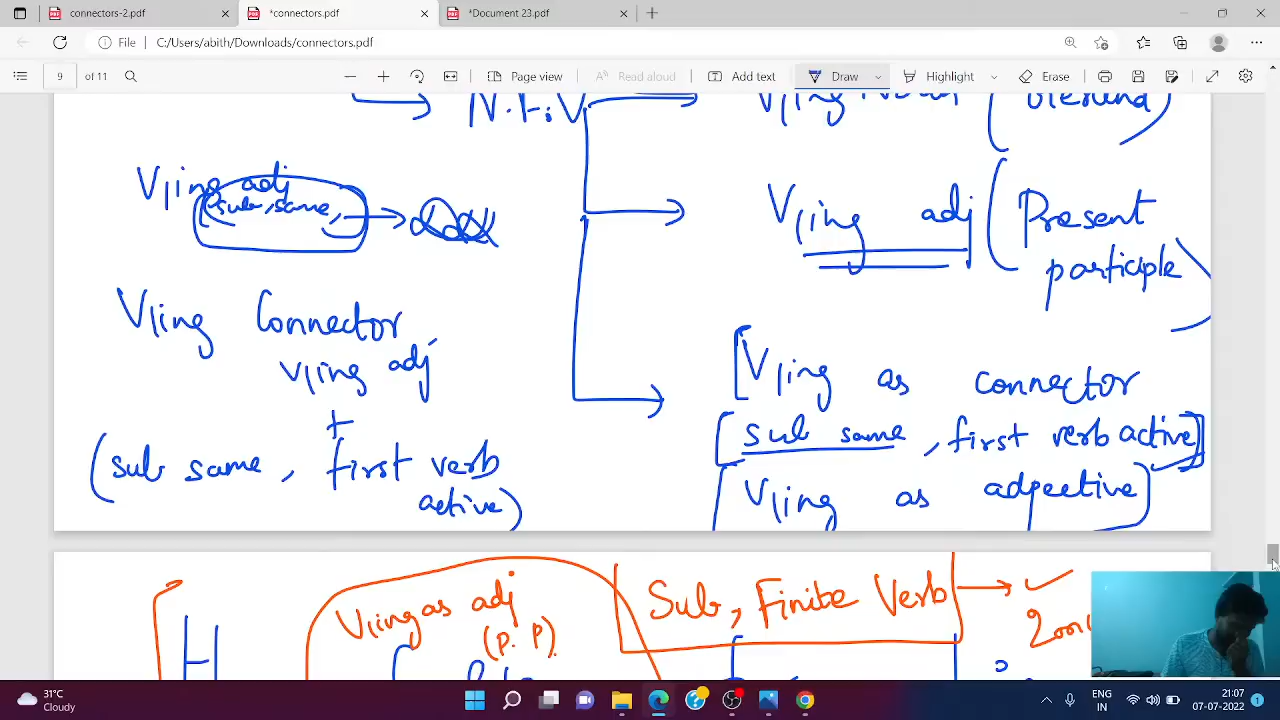 connectors-2.pdf
*connectors.pdf
*Document 23.pdf
File
C:/Users/abith/Downloads/connectors.pdf
9 of 11
Page view
Read aloud
Add text
Draw
Highlight
Erase
N.F.V
V1ing adj
(sub, same,
V1ing adj (Present participle)
V1ing Connector
V1ing adj
+
(sub same, first verb
active)
[V1ing as connector
[sub same, first verb active]
[V1ing as adjective]
V1ing as adj
(P.P)
Sub, Finite Verb
H
31°C
Cloudy
ENG
IN
21:07
07-07-2022